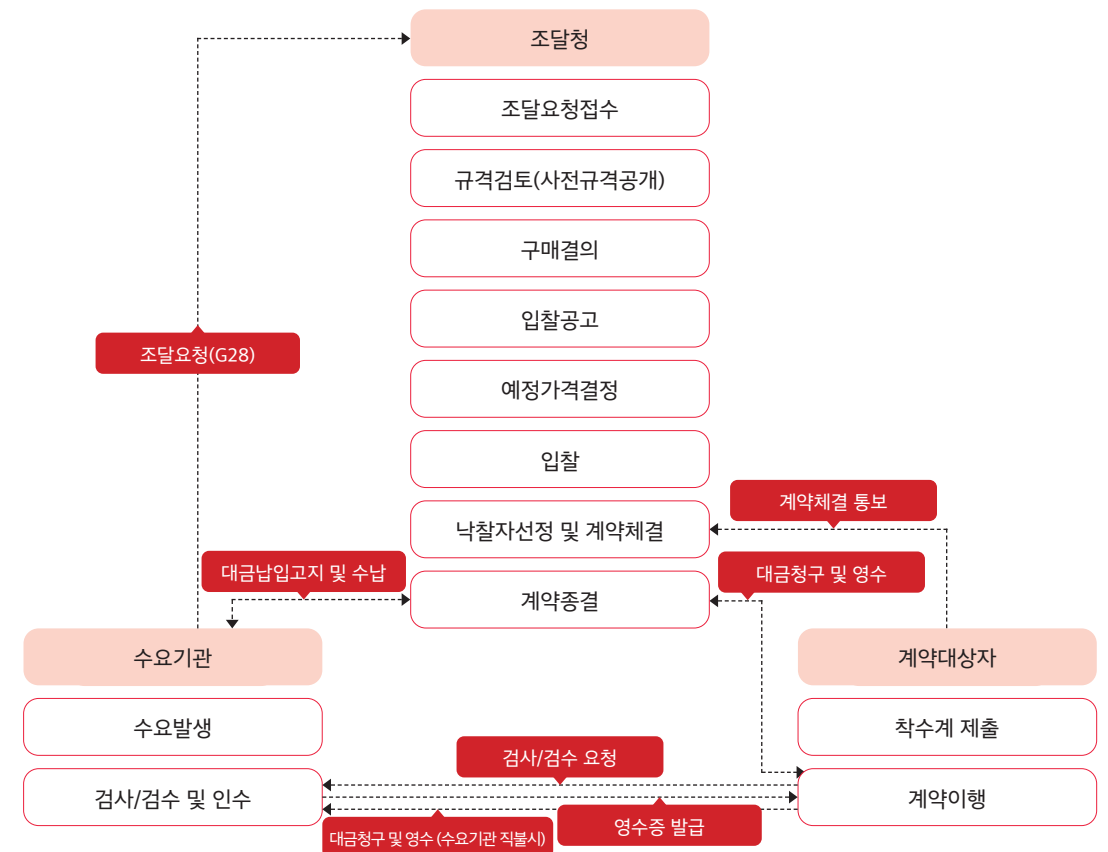 조달청
조달요청접수
규격검토(사전규격공개)
구매결의
입찰공고
조달요청(G28)
예정가격결정
입찰
계약체결 통보
낙찰자선정 및 계약체결
대금납입고지 및 수납
대금청구 및 영수
계약종결
수요기관
계약대상자
수요발생
착수계 제출
검사/검수 요청
검사/검수 및 인수
계약이행
영수증 발급
대금청구 및 영수 (수요기관 직불시)